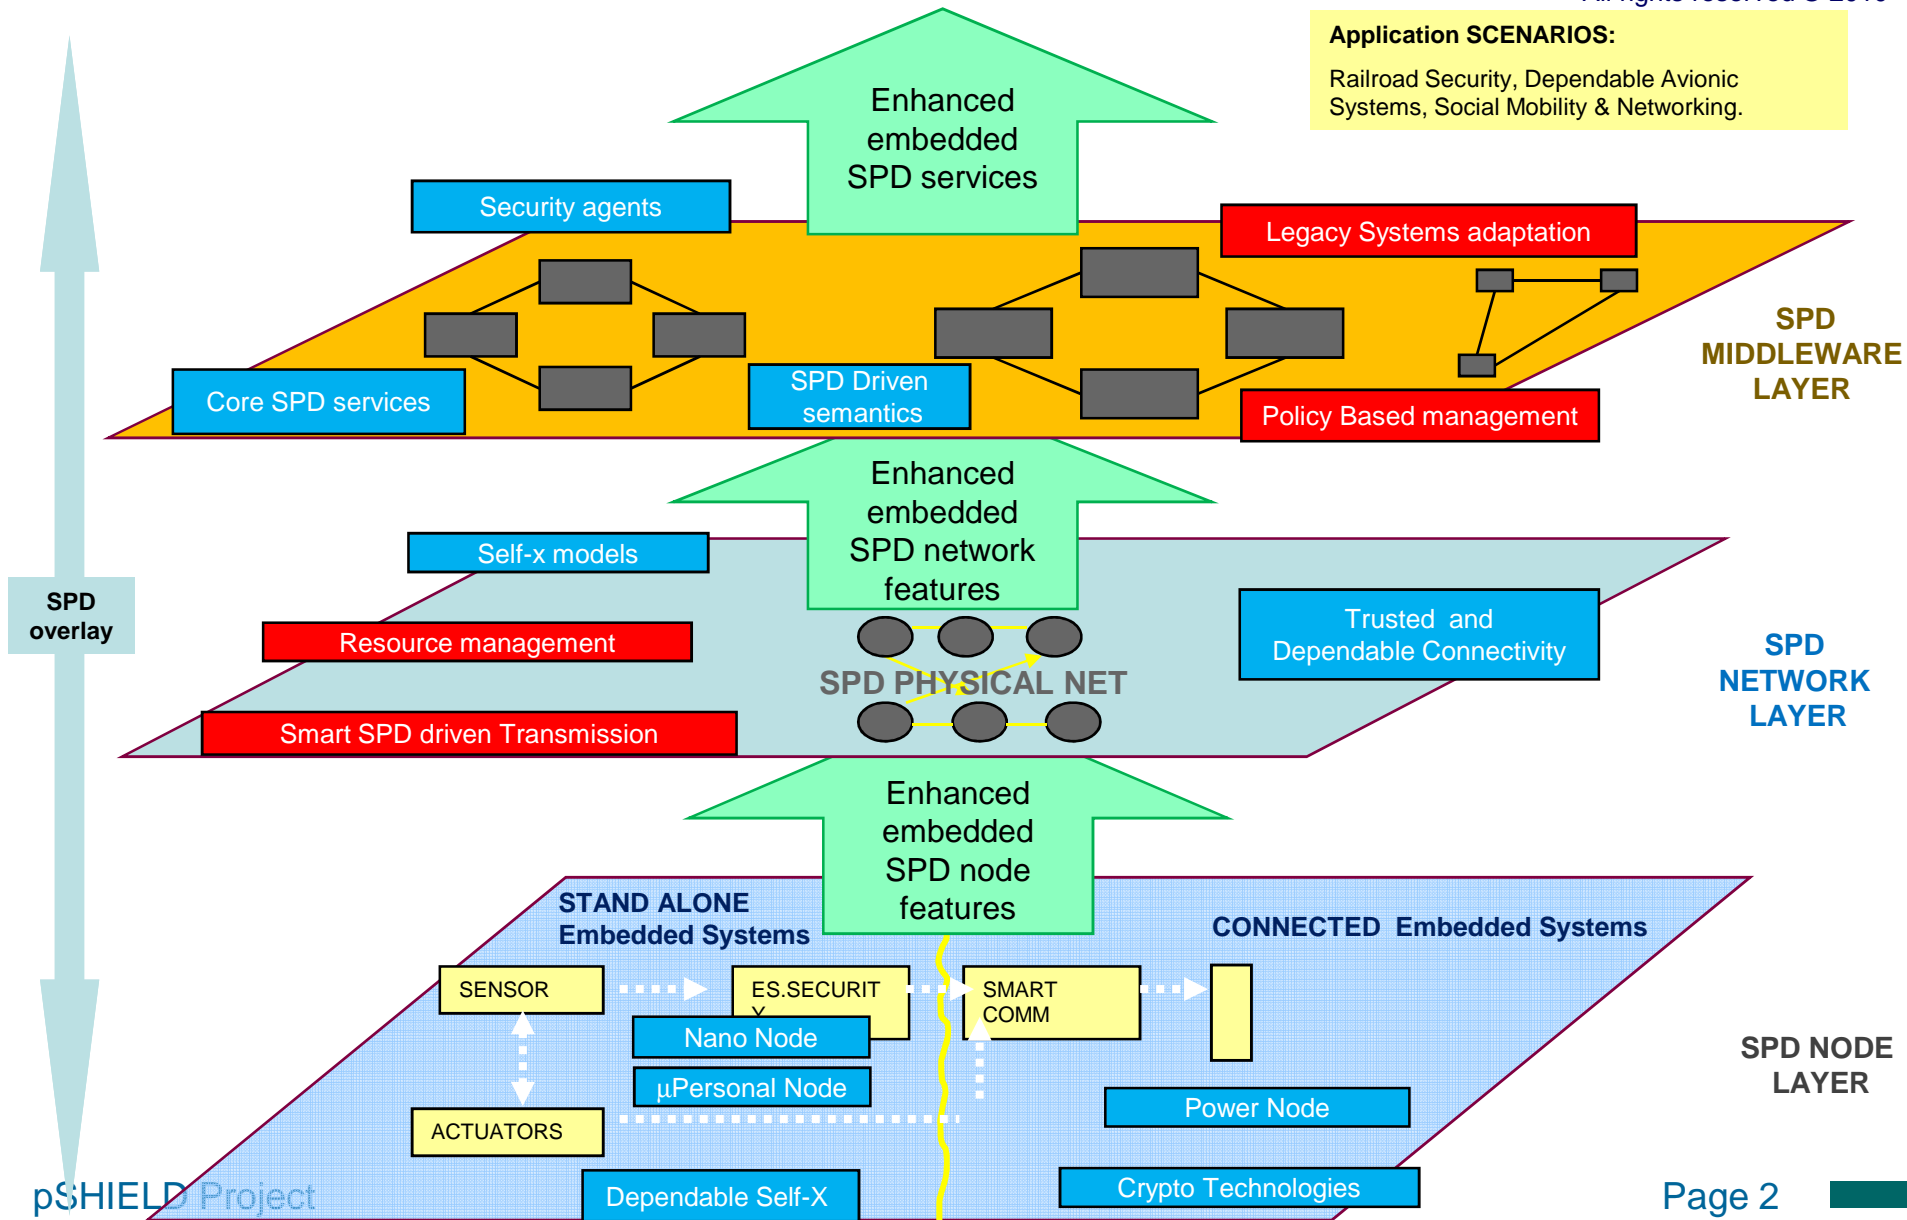 All rights reserved © 2010
Application SCENARIOS:
Railroad Security, Dependable Avionic
Systems, Social Mobility & Networking.
Enhanced
embedded
SPD services
Security agents
Legacy Systems adaptation
SPD
MIDDLEWARE
LAYER
Core SPD services
SPD Driven
semantics
Policy Based management
Enhanced
embedded
SPD network
features
Self-x models
SPD
overlay
Resource management
Trusted and
Dependable Connectivity
SPD PHYSICAL NET
SPD
NETWORK
LAYER
Smart SPD driven Transmission
Enhanced
embedded
SPD node
features
STAND ALONE
Embedded Systems
CONNECTED Embedded Systems
SENSOR
ES.SECURIT
Y
SMART
COMM
Nano Node
µPersonal Node
SPD NODE
LAYER
Power Node
ACTUATORS
Dependable Self-X
Crypto Technologies
pSHIELD Project
Page 2